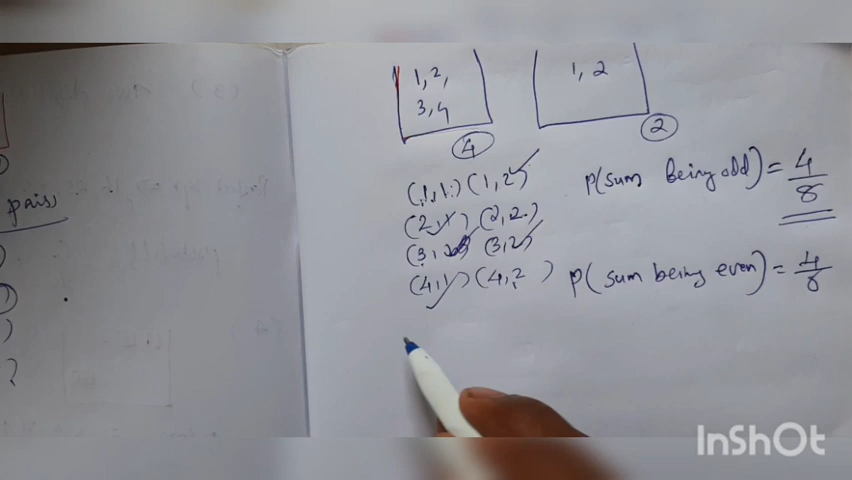 1, 2,
3, 4
4
1, 2
2
(1, 1) (1, 2)
(2, 1) (2, 2)
(3, 1) (3, 2)
(4, 1) (4, 2)
P(sum being odd) = 4/8
P(sum being even) = 4/8
pais
InShOt